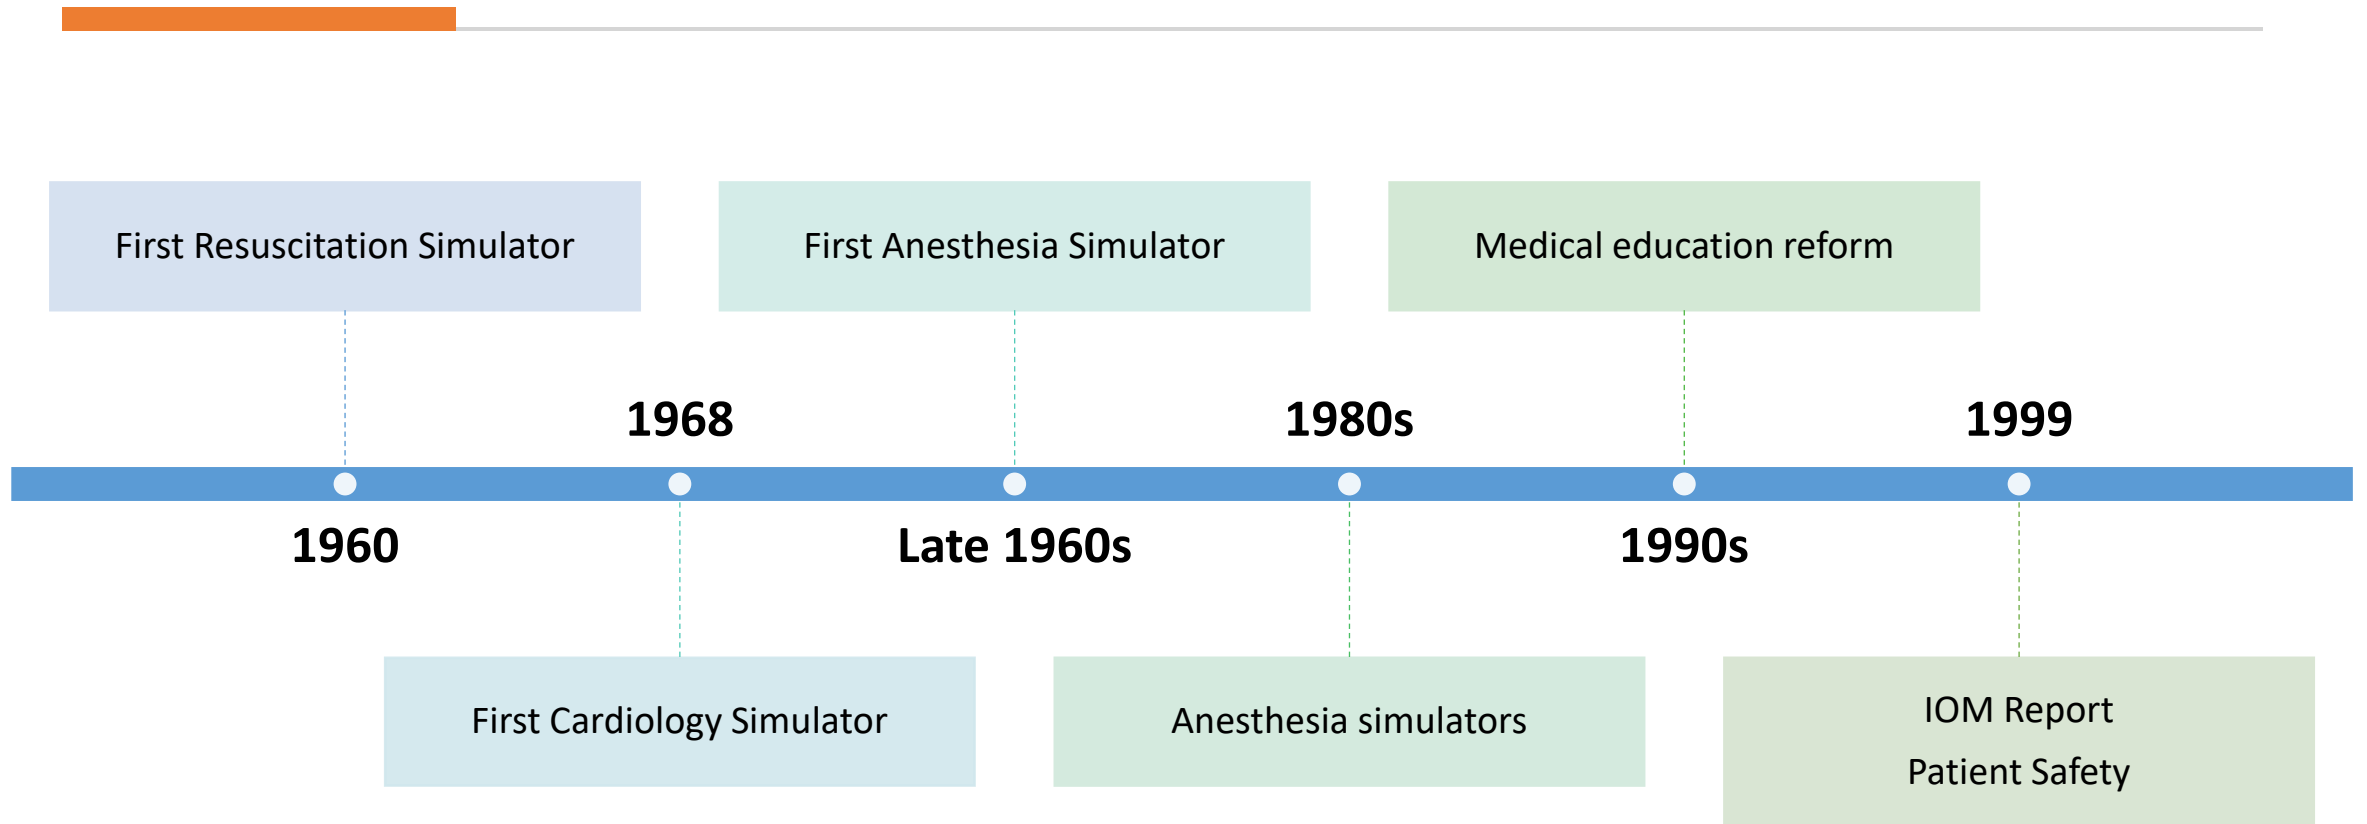 First Resuscitation Simulator
First Anesthesia Simulator
Medical education reform
1968
1980s
1999
1960
Late 1960s
1990s
First Cardiology Simulator
Anesthesia simulators
IOM Report
Patient Safety